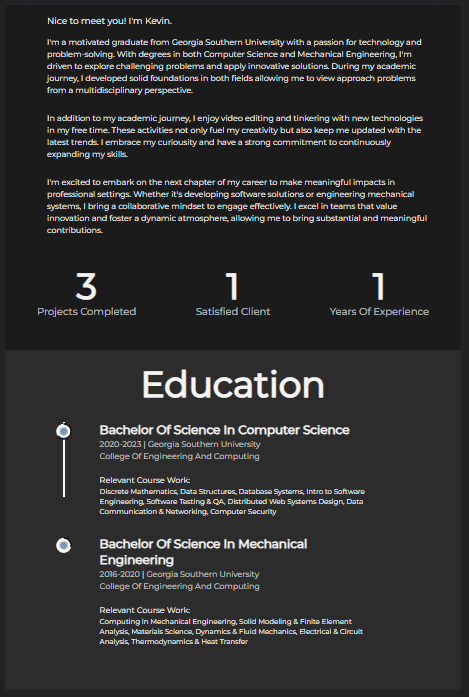 Nice to meet you! I'm Kevin.
I'm a motivated graduate from Georgia Southern University with a passion for technology and
problem-solving. With degrees in both Computer Science and Mechanical Engineering, I'm
driven to explore challenging problems and apply innovative solutions. During my academic
journey, I developed solid foundations in both fields allowing me to view approach problems
from a multidisciplinary perspective.
In addition to my academic journey, I enjoy video editing and tinkering with new technologies
in my free time. These activities not only fuel my creativity but also keep me updated with the
latest trends. I embrace my curiousity and have a strong commitment to continuously
expanding my skills.
I'm excited to embark on the next chapter of my career to make meaningful impacts in
professional settings. Whether it's developing software solutions or engineering mechanical
systems, I bring a collaborative mindset to engage effectively. I excel in teams that value
innovation and foster a dynamic atmosphere, allowing me to bring substantial and meaningful
contributions.
3 1 1
Projects Completed Satisfied Client Years Of Experience
Education
Bachelor Of Science In Computer Science
2020-2023 | Georgia Southern University
College Of Engineering And Computing
Relevant Course Work:
Discrete Mathematics, Data Structures, Database Systems, Intro to Software
Engineering, Software Testing & QA, Distributed Web Systems Design, Data
Communication & Networking, Computer Security
Bachelor Of Science In Mechanical
Engineering
2016-2020 | Georgia Southern University
College Of Engineering And Computing
Relevant Course Work:
Computing in Mechanical Engineering, Solid Modeling & Finite Element
Analysis, Materials Science, Dynamics & Fluid Mechanics, Electrical & Circuit
Analysis, Thermodynamics & Heat Transfer